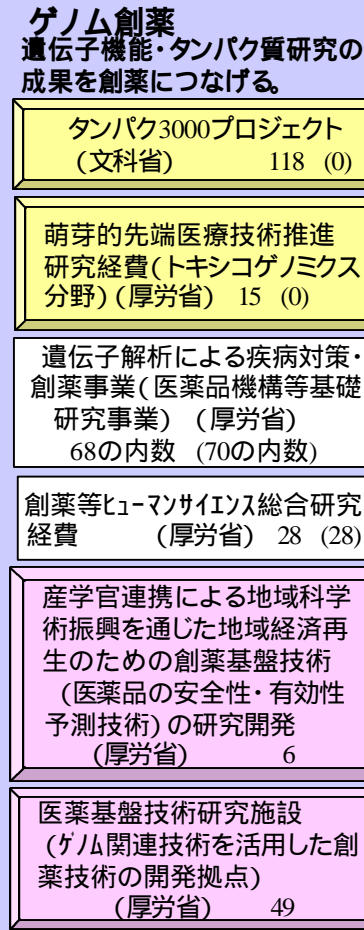 ゲノム創薬
遺伝子機能・タンパク質研究の
成果を創薬につなげる。
タンパク3000プロジェクト
(文科省) 118 (0)
萌芽的先端医療技術推進
研究経費(トキシコゲノミクス
分野)(厚労省) 15 (0)
遺伝子解析による疾病対策・
創薬事業(医薬品機構等基礎
研究事業) (厚労省)
68の内数 (70の内数)
創薬等ﾋｭｰﾏﾝｻｲｴﾝｽ総合研究
経費 (厚労省) 28 (28)
産学官連携による地域科学
術振興を通じた地域経済再
生のための創薬基盤技術
(医薬品の安全性・有効性
予測技術)の研究開発
(厚労省) 6
医薬基盤技術研究施設
(ｹﾞﾉﾑ関連技術を活用した創
薬技術の開発拠点)
(厚労省) 49